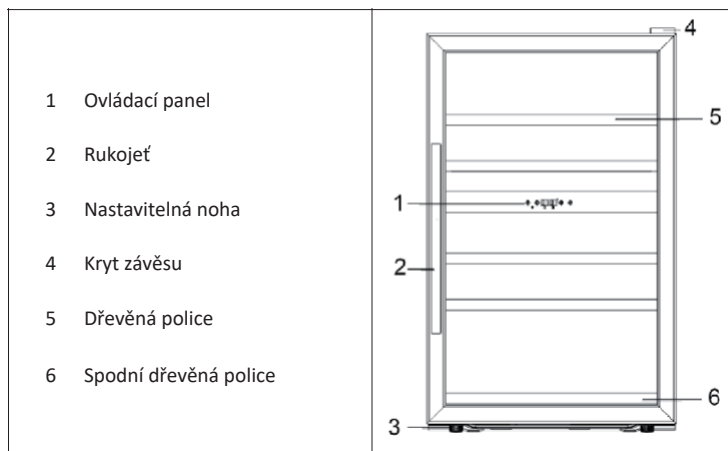 1 Ovládací panel
2 Rukojeť
3 Nastavitelná noha
4 Kryt závěsu
5 Dřevěná police
6 Spodní dřevěná police
4
5
1
2
6
3